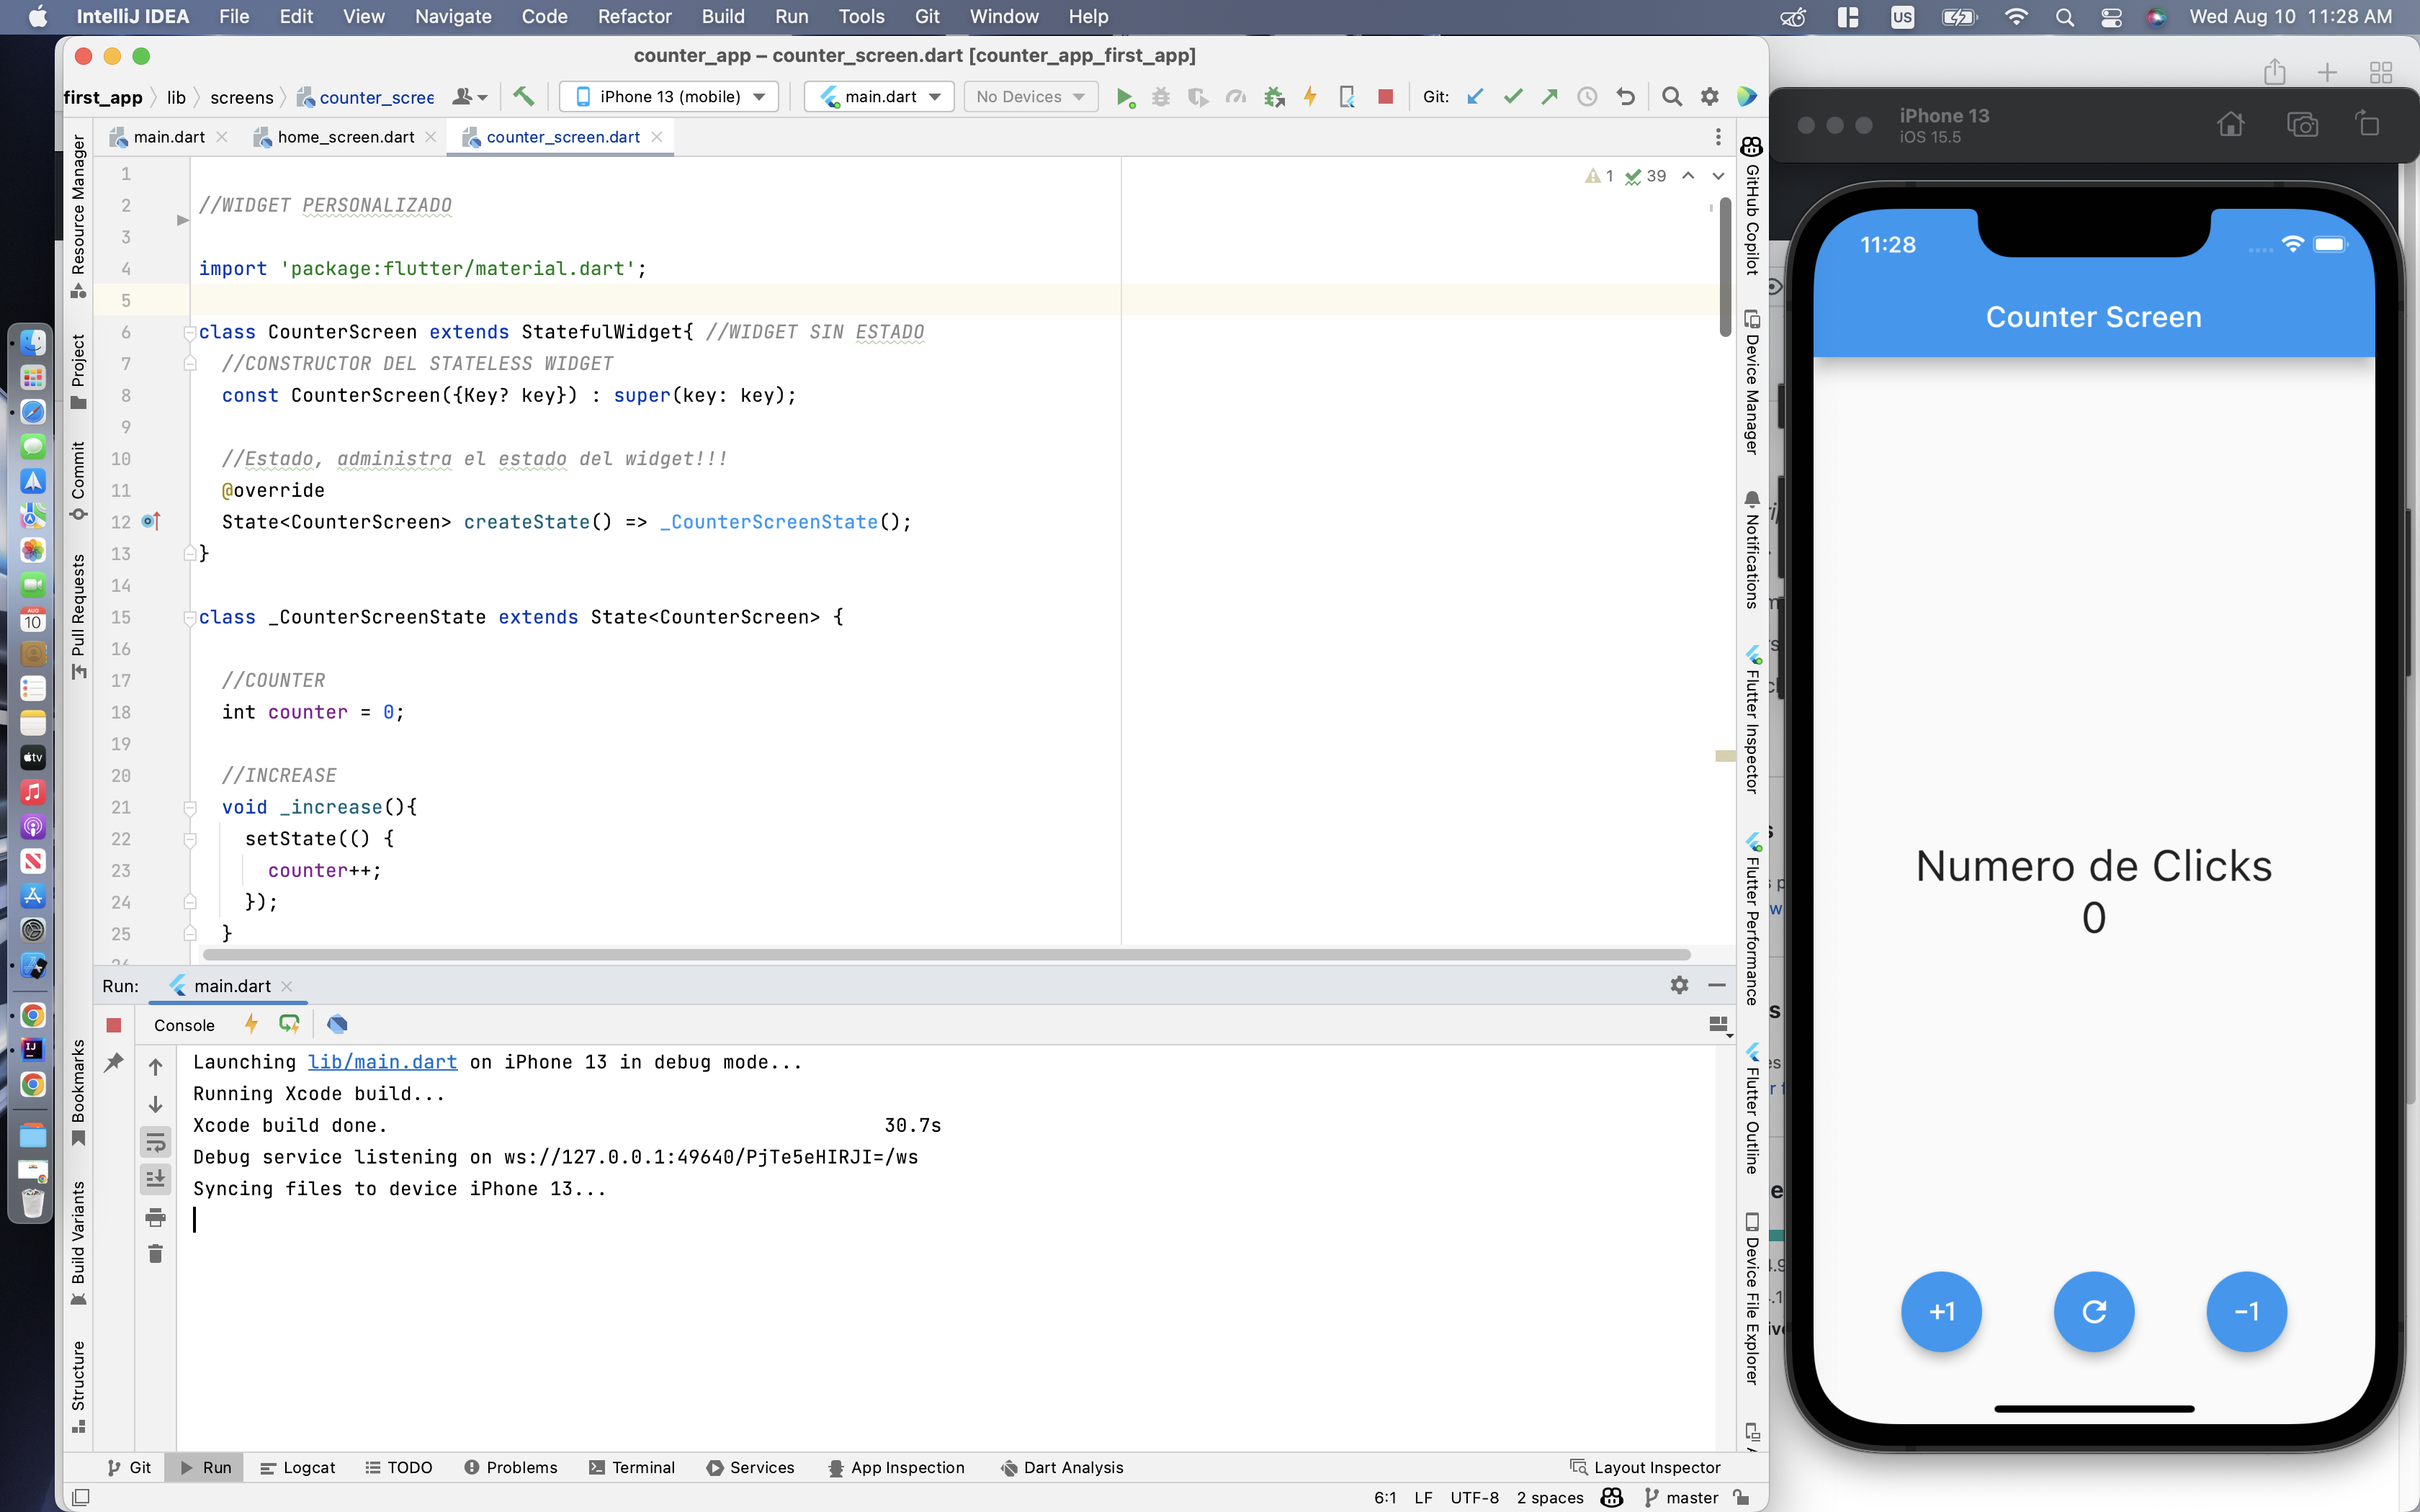 IntelliJ IDEA File Edit View Navigate Code Refactor Build Run Tools Git Window Help US Wed Aug 10 11:28 AM
counter_app – counter_screen.dart [counter_app_first_app]
first_app lib screens counter_scree iPhone 13 (mobile) main.dart No Devices Git:
main.dart home_screen.dart counter_screen.dart
1 39
1
2 //WIDGET PERSONALIZADO
3
4 import 'package:flutter/material.dart';
5
6 class CounterScreen extends StatefulWidget{ //WIDGET SIN ESTADO
7 //CONSTRUCTOR DEL STATELESS WIDGET
8 const CounterScreen({Key? key}) : super(key: key);
9
10 //Estado, administra el estado del widget!!!
11 @override
12 State<CounterScreen> createState() => _CounterScreenState();
13 }
14
15 class _CounterScreenState extends State<CounterScreen> {
16
17 //COUNTER
18 int counter = 0;
19
20 //INCREASE
21 void _increase(){
22 setState(() {
23 counter++;
24 });
25 }
Resource Manager
Project
Commit
Pull Requests
Bookmarks
Build Variants
Structure
GitHub Copilot
Device Manager
Notifications
Flutter Inspector
Flutter Performance
Flutter Outline
Device File Explorer
AUG
10
tv
IJ
Run: main.dart
Console
Launching lib/main.dart on iPhone 13 in debug mode...
Running Xcode build...
Xcode build done. 30.7s
Debug service listening on ws://127.0.0.1:49640/PjTe5eHIRJI=/ws
Syncing files to device iPhone 13...
Git Run Logcat TODO Problems Terminal Services App Inspection Dart Analysis Layout Inspector
6:1 LF UTF-8 2 spaces master
iPhone 13
iOS 15.5
11:28
Counter Screen
Numero de Clicks
0
+1 -1